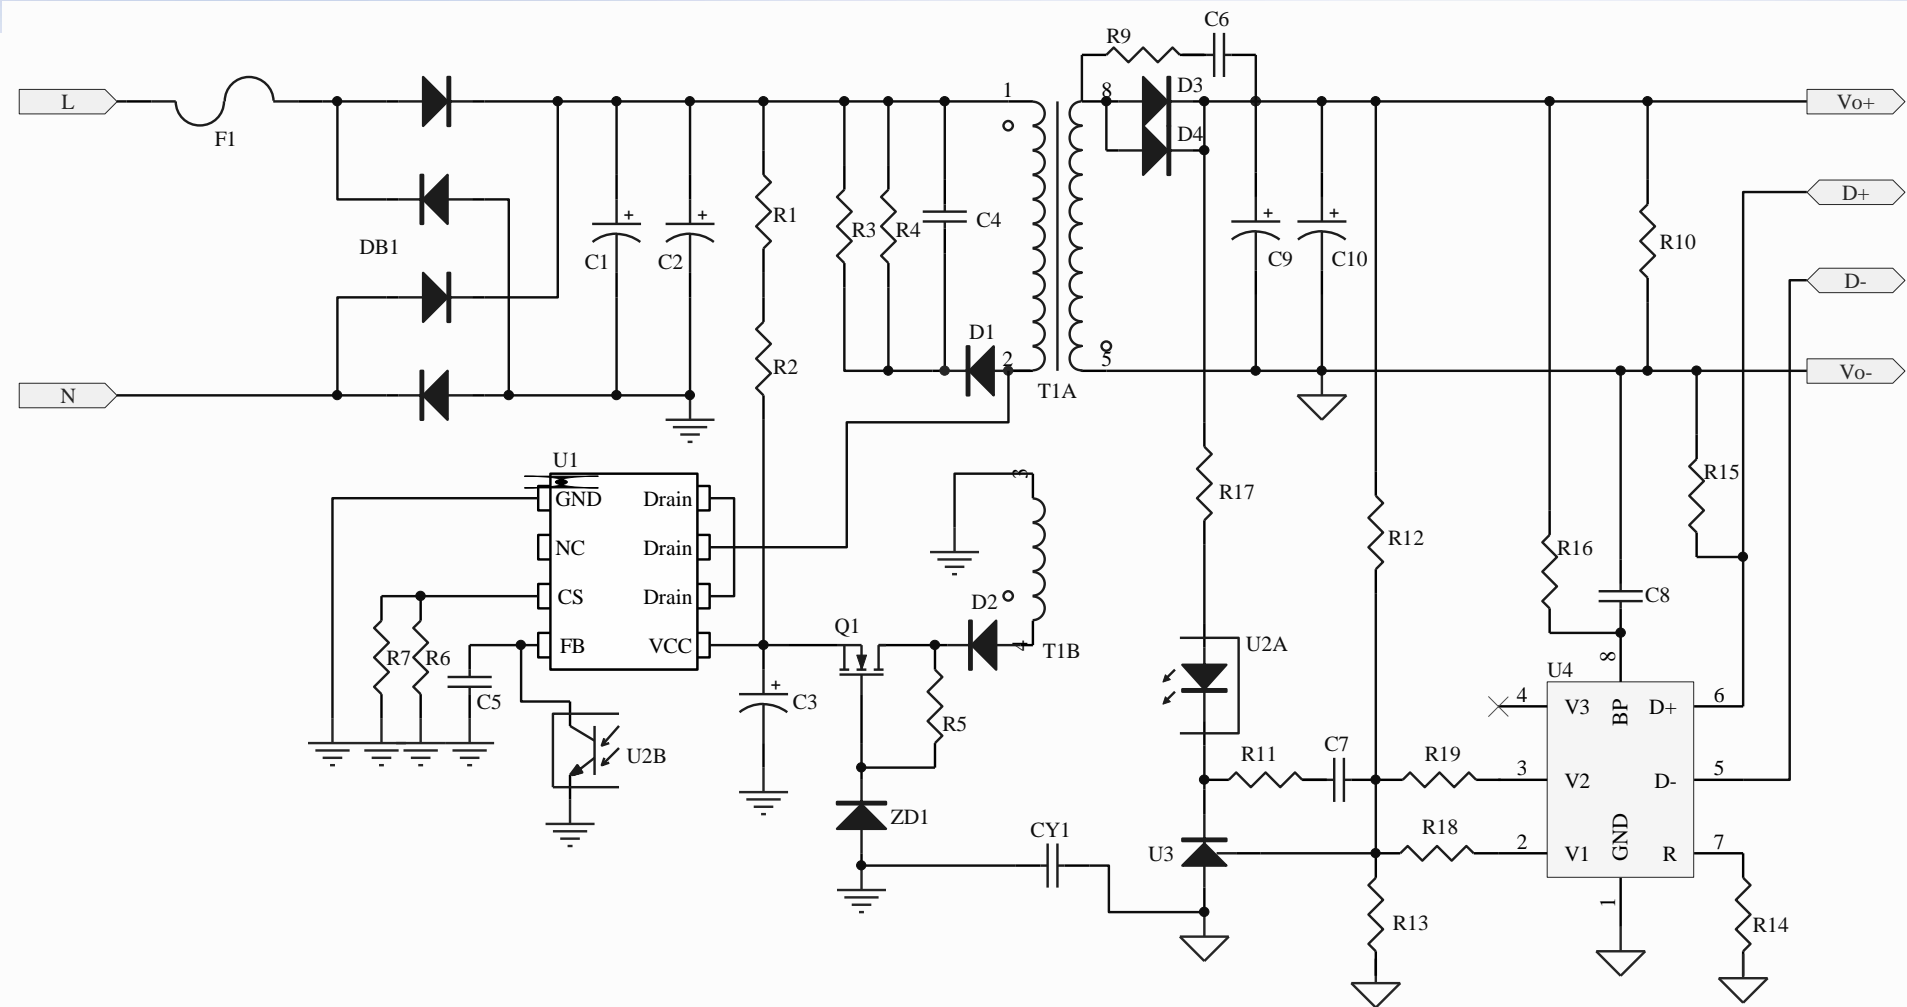 C6
R9
D3
L
1
8
Vo+
F1
D4
D+
R1
R3
R4
C4
R10
DB1
C1
C2
C9
C10
D-
D1
2
5
R2
Vo-
N
T1A
U1
3
R15
GND
Drain
R17
NC
Drain
R12
R16
CS
Drain
D2
C8
Q1
FB
VCC
4
T1B
U2A
R7
R6
8
U4
C5
C3
R5
4
V3
BP
D+
6
U2B
R11
C7
R19
3
V2
D-
5
ZD1
CY1
R18
U3
2
V1
GND
R
7
1
R13
R14